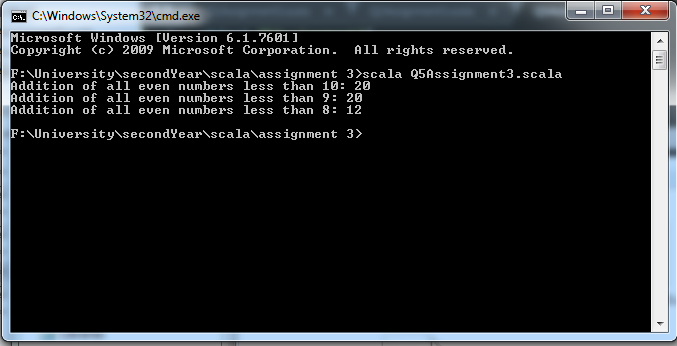 C:\Windows\System32\cmd.exe
Microsoft Windows [Version 6.1.7601]
Copyright (c) 2009 Microsoft Corporation.  All rights reserved.
F:\University\secondYear\scala\assignment 3>scala Q5Assignment3.scala
Addition of all even numbers less than 10: 20
Addition of all even numbers less than 9: 20
Addition of all even numbers less than 8: 12
F:\University\secondYear\scala\assignment 3>